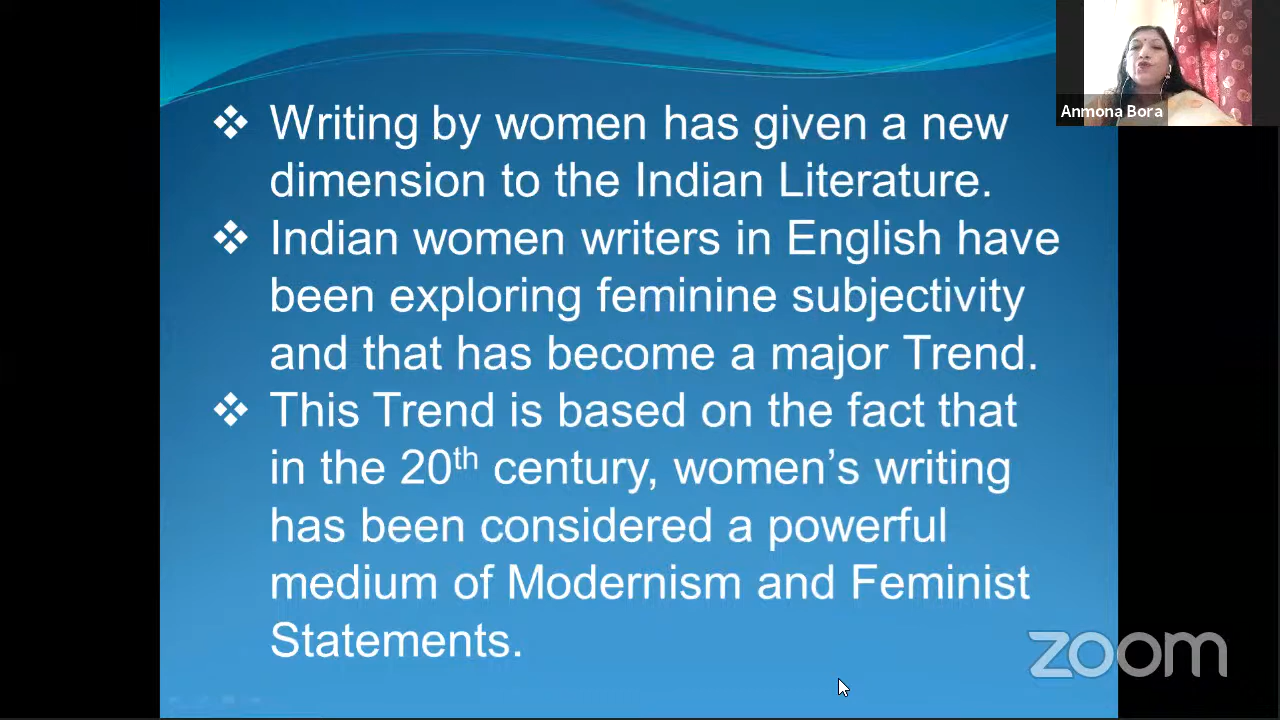 ❖ Writing by women has given a new
dimension to the Indian Literature.
❖ Indian women writers in English have
been exploring feminine subjectivity
and that has become a major Trend.
❖ This Trend is based on the fact that
in the 20th century, women’s writing
has been considered a powerful
medium of Modernism and Feminist
Statements.
Anmona Bora
zoom